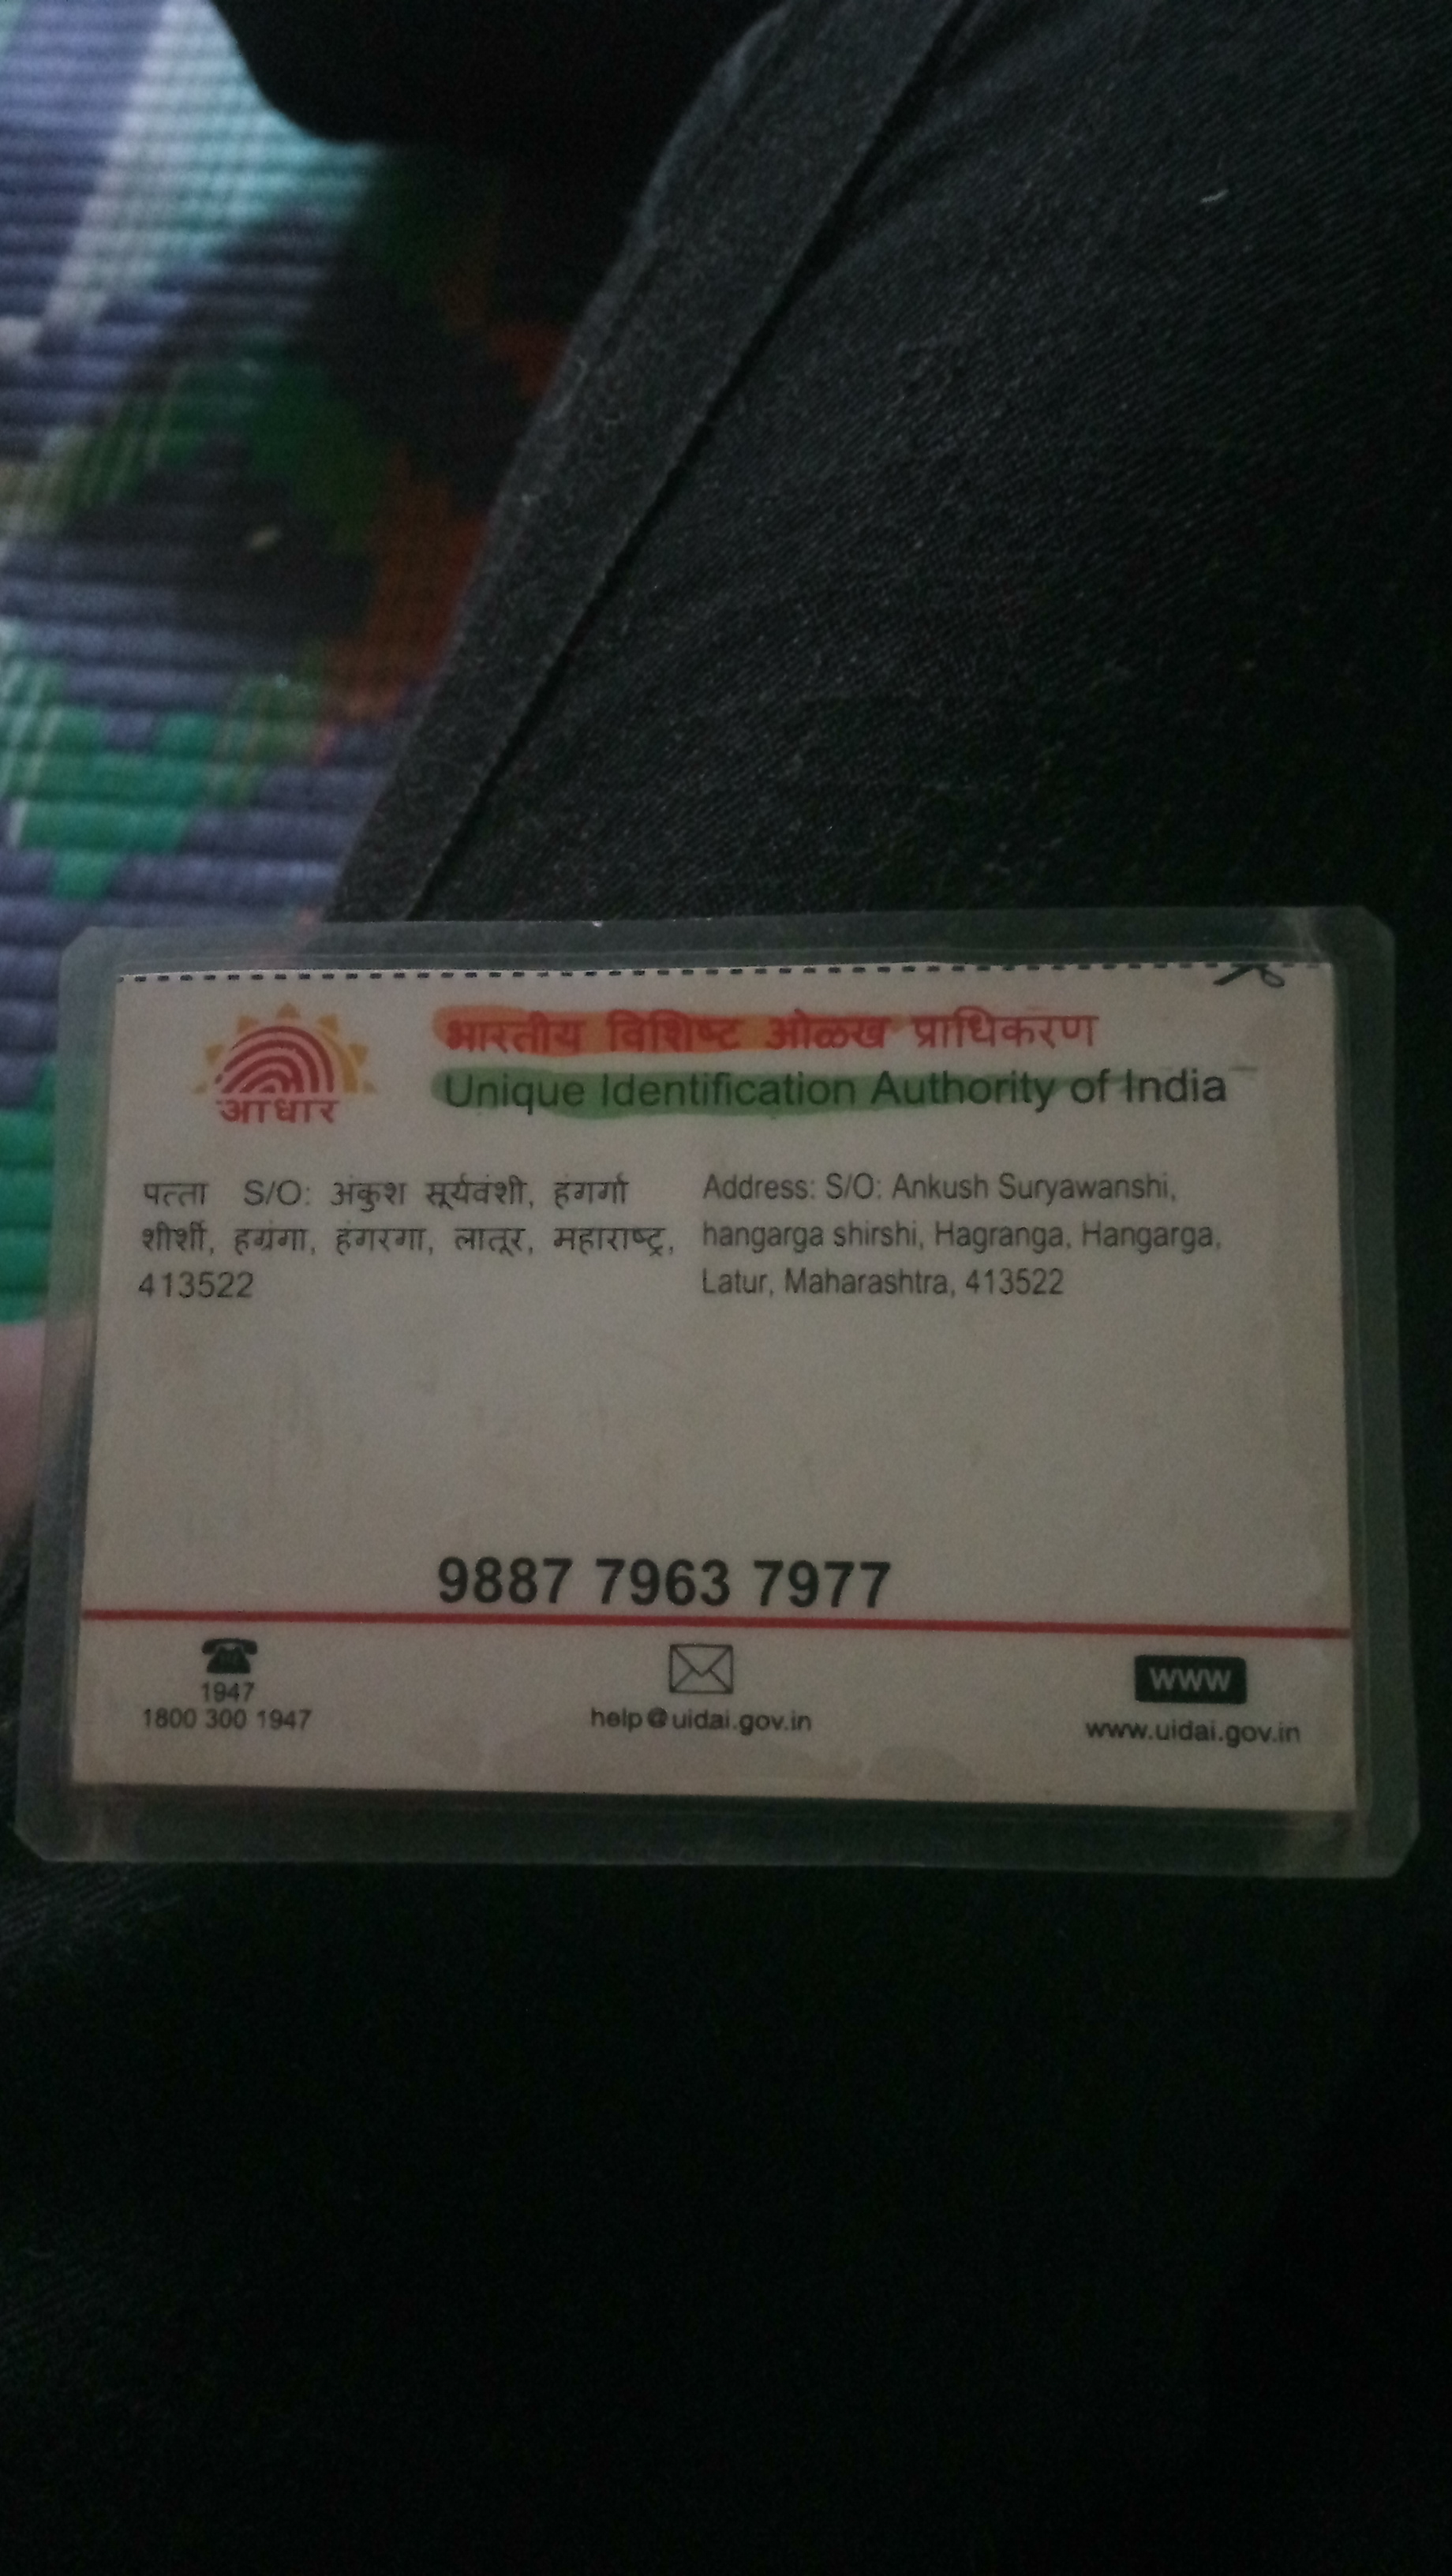 आधार
भारतीय विशिष्ट ओळख प्राधिकरण
Unique Identification Authority of India
पत्ता S/O: अंकुश सूर्यवंशी, हंगर्गा
शीर्शी, हग्रंगा, हंगरगा, लातूर, महाराष्ट्र,
413522
Address: S/O: Ankush Suryawanshi,
hangarga shirshi, Hagranga, Hangarga,
Latur, Maharashtra, 413522
9887 7963 7977
1947
1800 300 1947
help@uidai.gov.in
www
www.uidai.gov.in